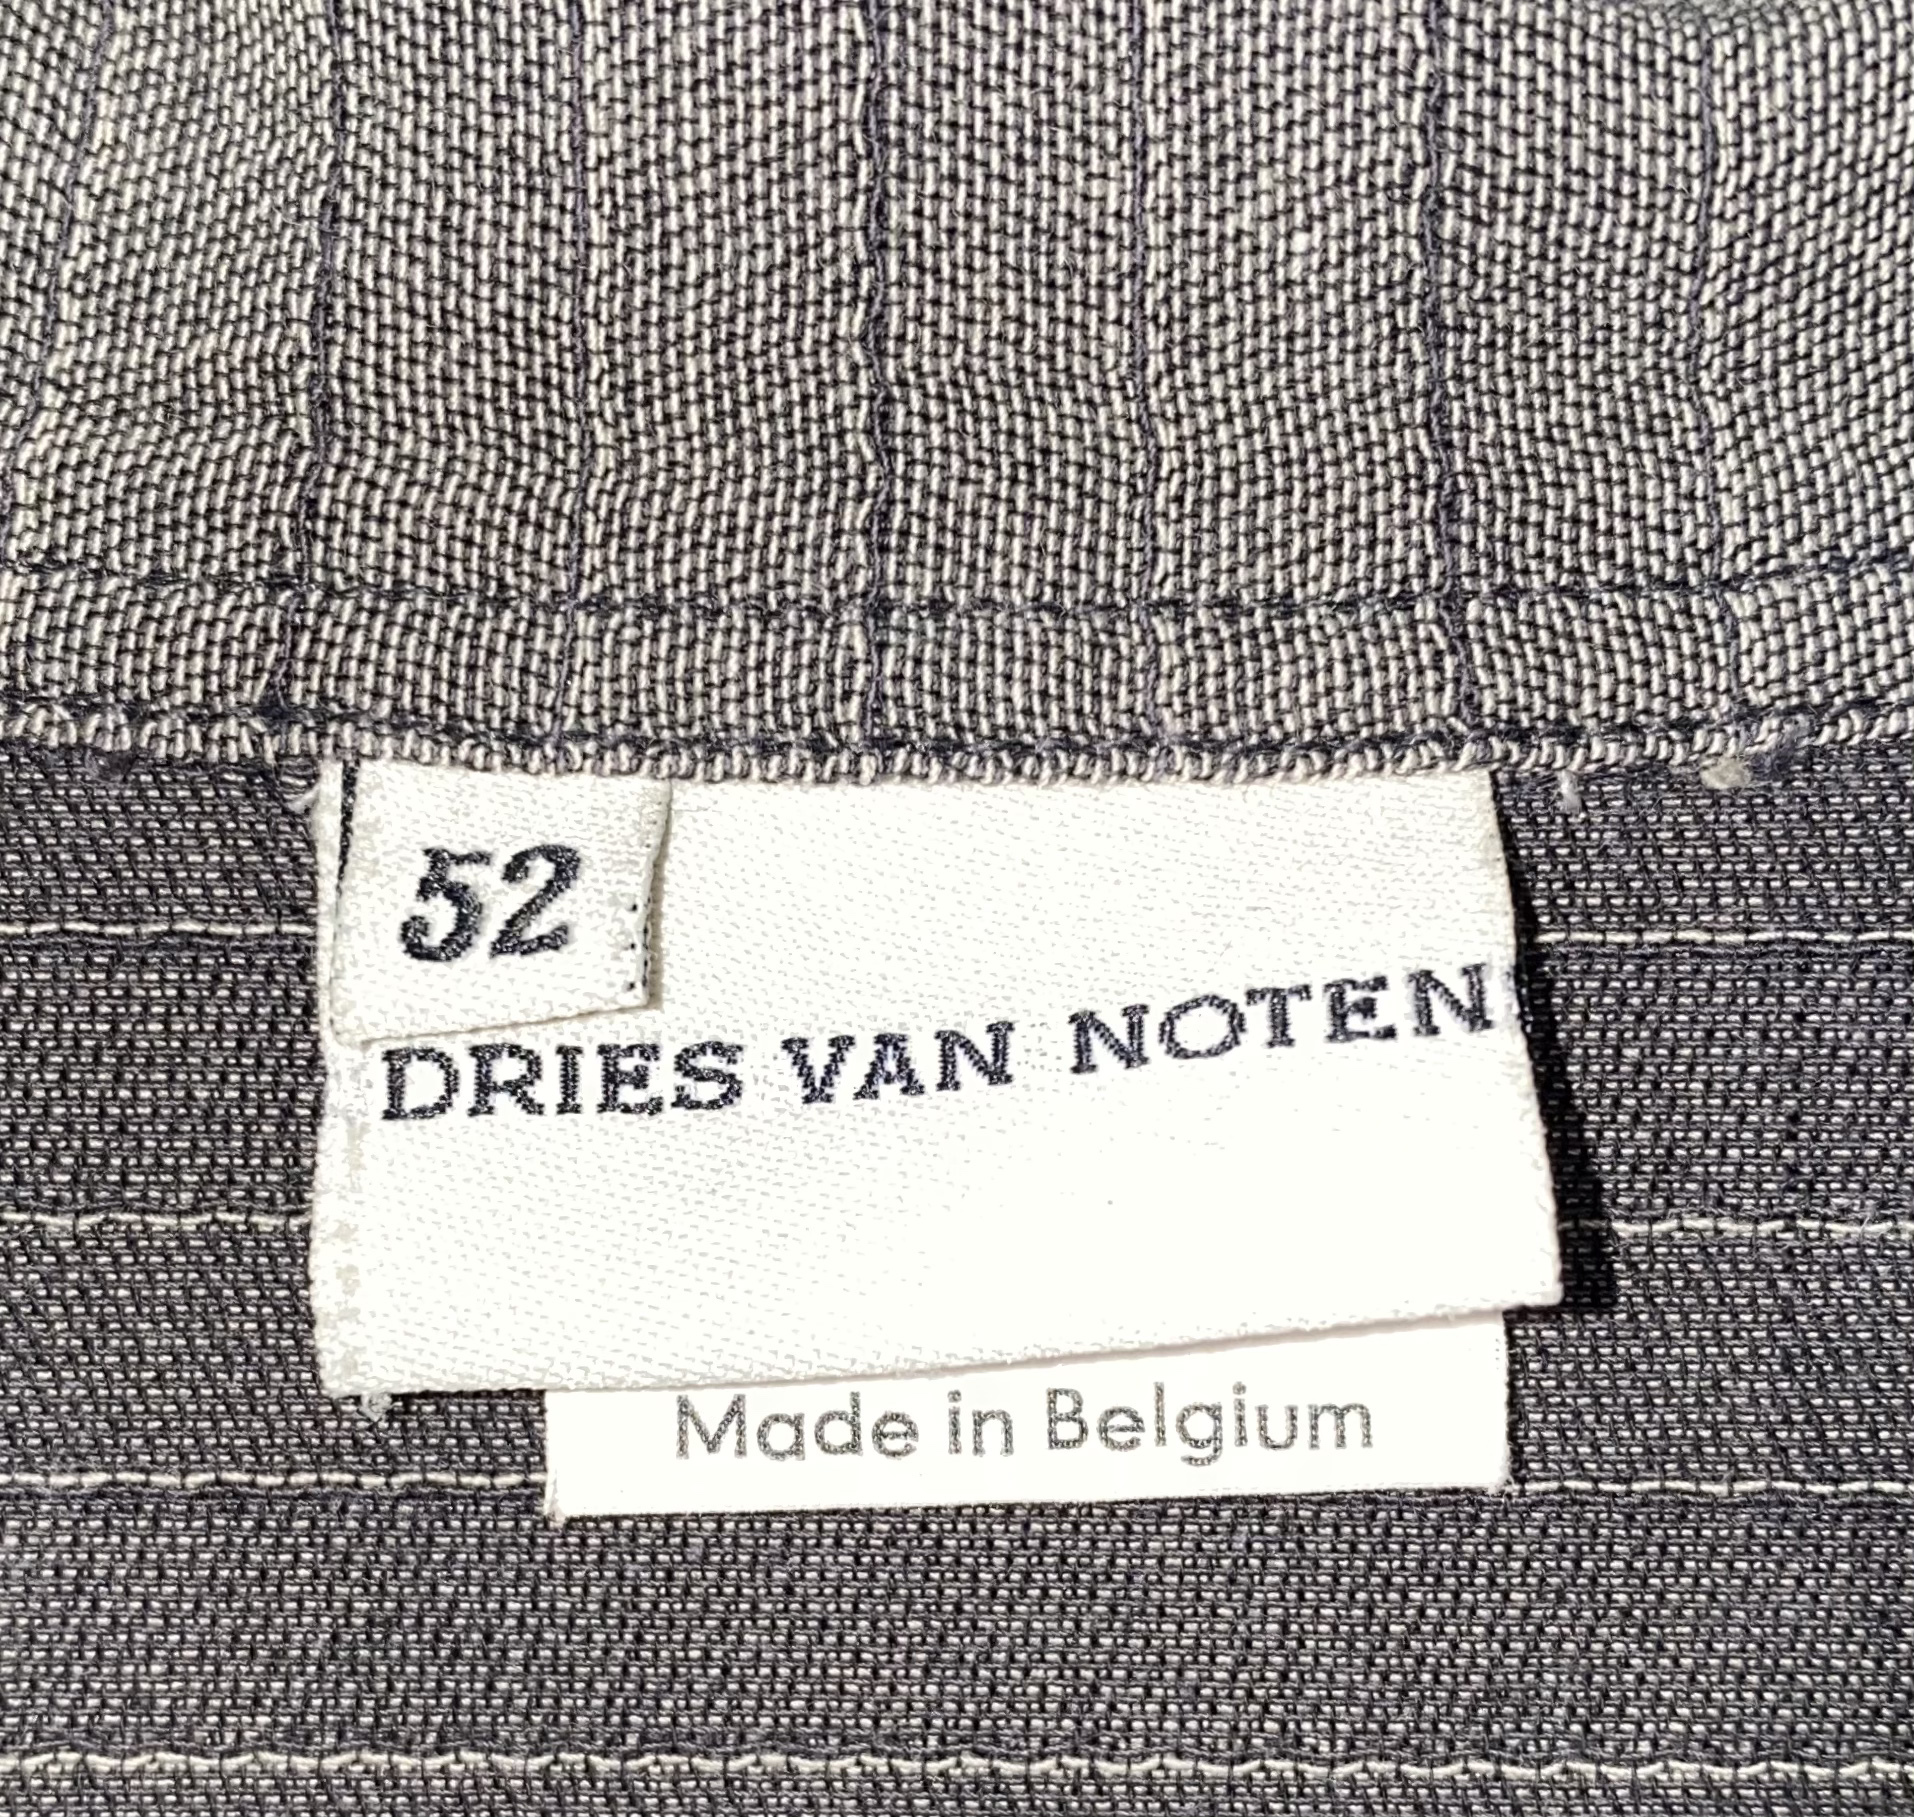 52
DRIES VAN NOTEN
Made in Belgium